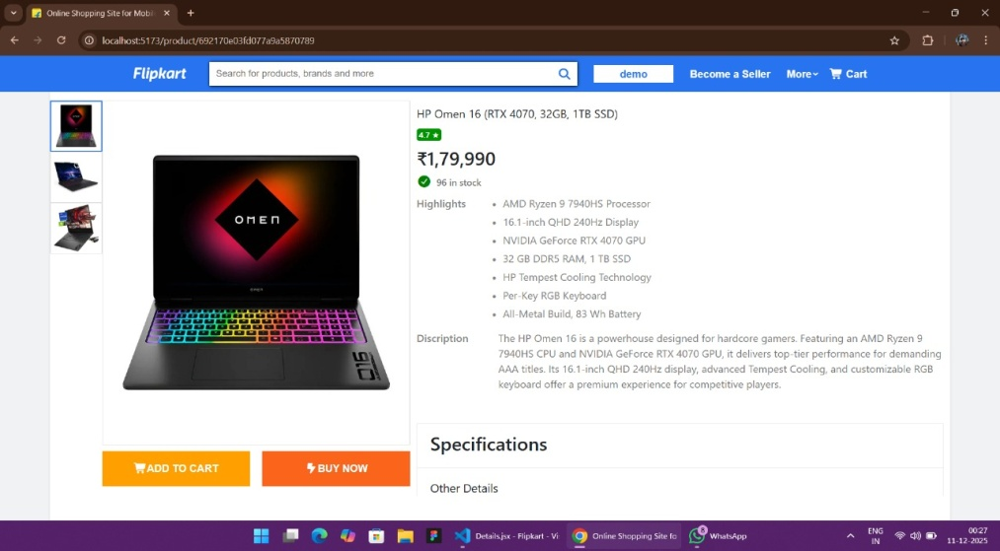 Online Shopping Site for Mobil
localhost:5173/product/692170e03fd077a9a5870789
Flipkart
Search for products, brands and more
demo
Become a Seller
More
Cart
HP Omen 16 (RTX 4070, 32GB, 1TB SSD)
4.7 ★
₹1,79,990
96 in stock
Highlights
• AMD Ryzen 9 7940HS Processor
• 16.1-inch QHD 240Hz Display
• NVIDIA GeForce RTX 4070 GPU
• 32 GB DDR5 RAM, 1 TB SSD
• HP Tempest Cooling Technology
• Per-Key RGB Keyboard
• All-Metal Build, 83 Wh Battery
Discription
The HP Omen 16 is a powerhouse designed for hardcore gamers. Featuring an AMD Ryzen 9
7940HS CPU and NVIDIA GeForce RTX 4070 GPU, it delivers top-tier performance for demanding
AAA titles. Its 16.1-inch QHD 240Hz display, advanced Tempest Cooling, and customizable RGB
keyboard offer a premium experience for competitive players.
OMEN
OMEN
ADD TO CART
BUY NOW
Specifications
Other Details
Details.jsx - Flipkart - Vi
Online Shopping Site fo
WhatsApp
ENG
IN
00:27
11-12-2025